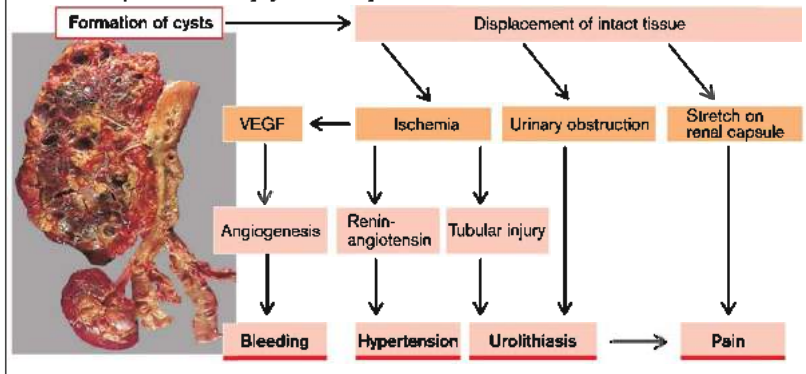 Formation of cysts
Displacement of intact tissue
VEGF
Ischemia
Urinary obstruction
Stretch on
renal capsule
Angiogenesis
Renin-
angiotensin
Tubular injury
Bleeding
Hypertension
Urolithiasis
Pain